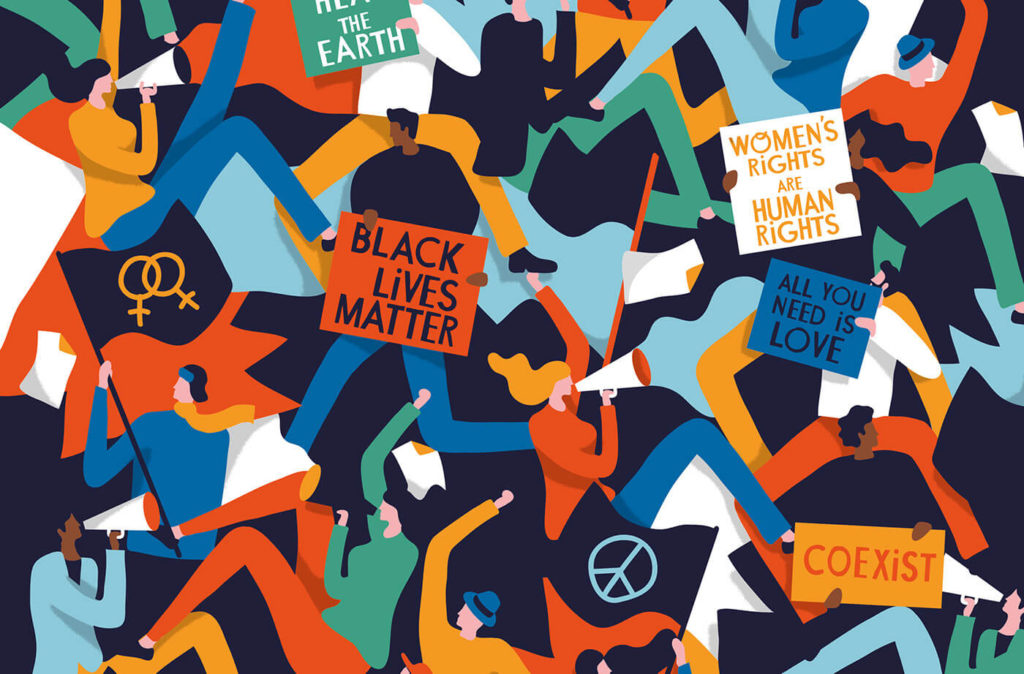 THE
EARTH
WOMEN'S
RiGHTS
ARE
HUMAN
RiGHTS
BLACK
LiVES
MATTER
ALL YOU
NEED iS
LOVE
COEXiST